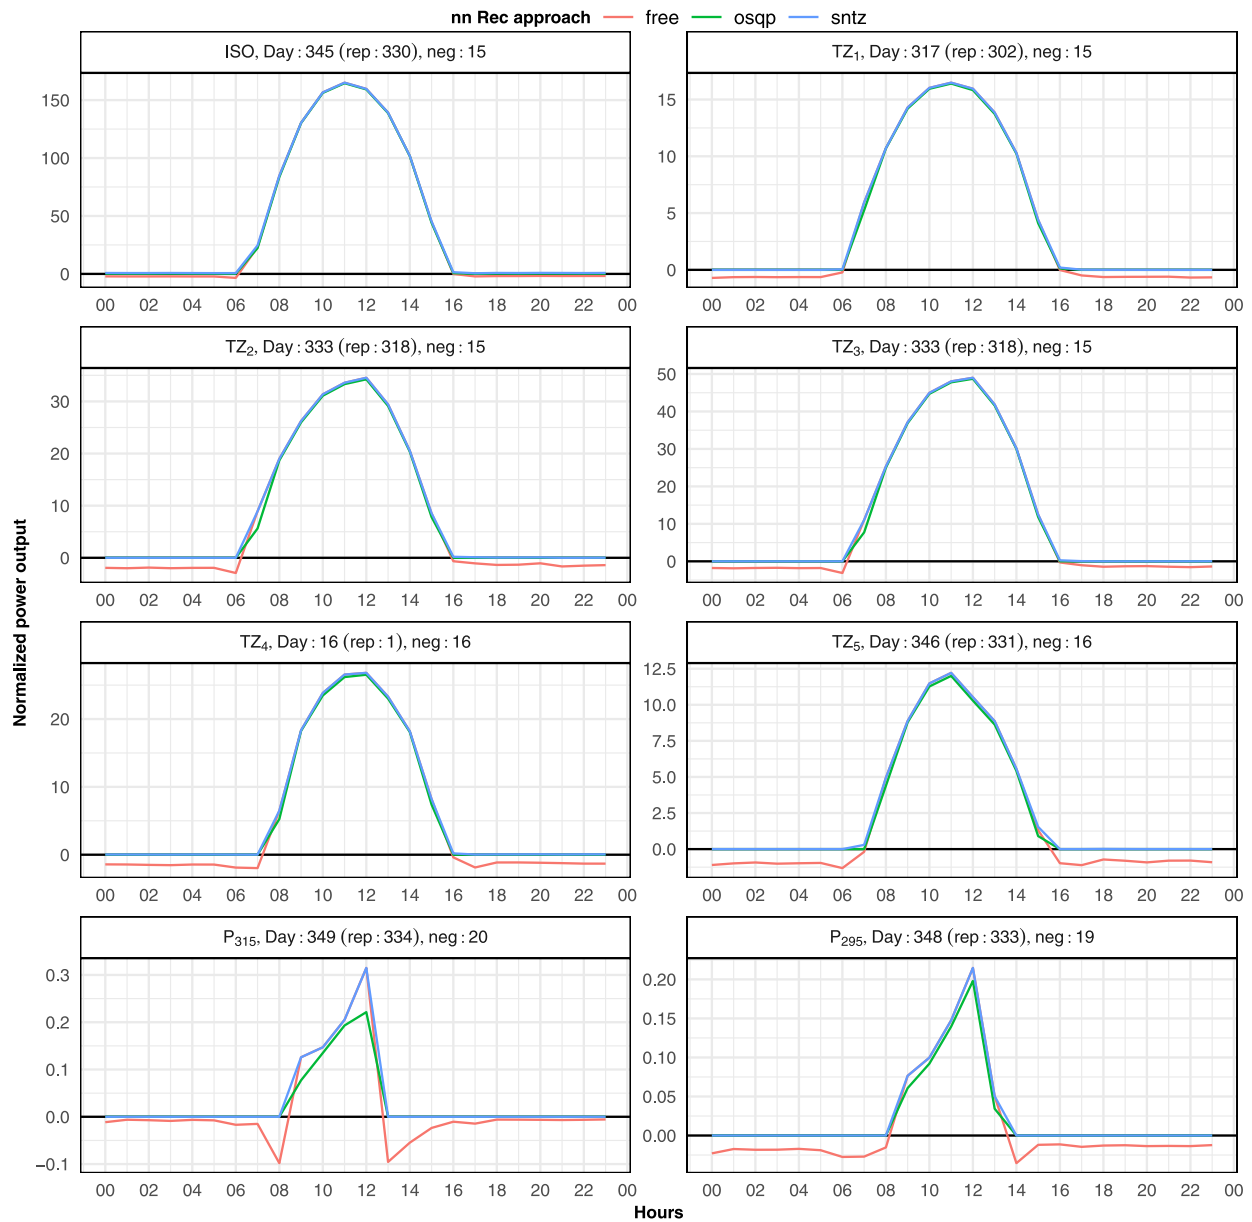 nn Rec approach free osqp sntz
ISO, Day : 345 (rep : 330), neg : 15
TZ₁, Day : 317 (rep : 302), neg : 15
150
100
50
0
15
10
5
0
00 02 04 06 08 10 12 14 16 18 20 22 00
00 02 04 06 08 10 12 14 16 18 20 22 00
TZ₂, Day : 333 (rep : 318), neg : 15
TZ₃, Day : 333 (rep : 318), neg : 15
30
20
10
0
50
40
30
20
10
0
00 02 04 06 08 10 12 14 16 18 20 22 00
00 02 04 06 08 10 12 14 16 18 20 22 00
Normalized power output
TZ₄, Day : 16 (rep : 1), neg : 16
TZ₅, Day : 346 (rep : 331), neg : 16
20
10
0
12.5
10.0
7.5
5.0
2.5
0.0
00 02 04 06 08 10 12 14 16 18 20 22 00
00 02 04 06 08 10 12 14 16 18 20 22 00
P₃₁₅, Day : 349 (rep : 334), neg : 20
P₂₉₅, Day : 348 (rep : 333), neg : 19
0.3
0.2
0.1
0.0
−0.1
0.20
0.15
0.10
0.05
0.00
00 02 04 06 08 10 12 14 16 18 20 22 00
00 02 04 06 08 10 12 14 16 18 20 22 00
Hours